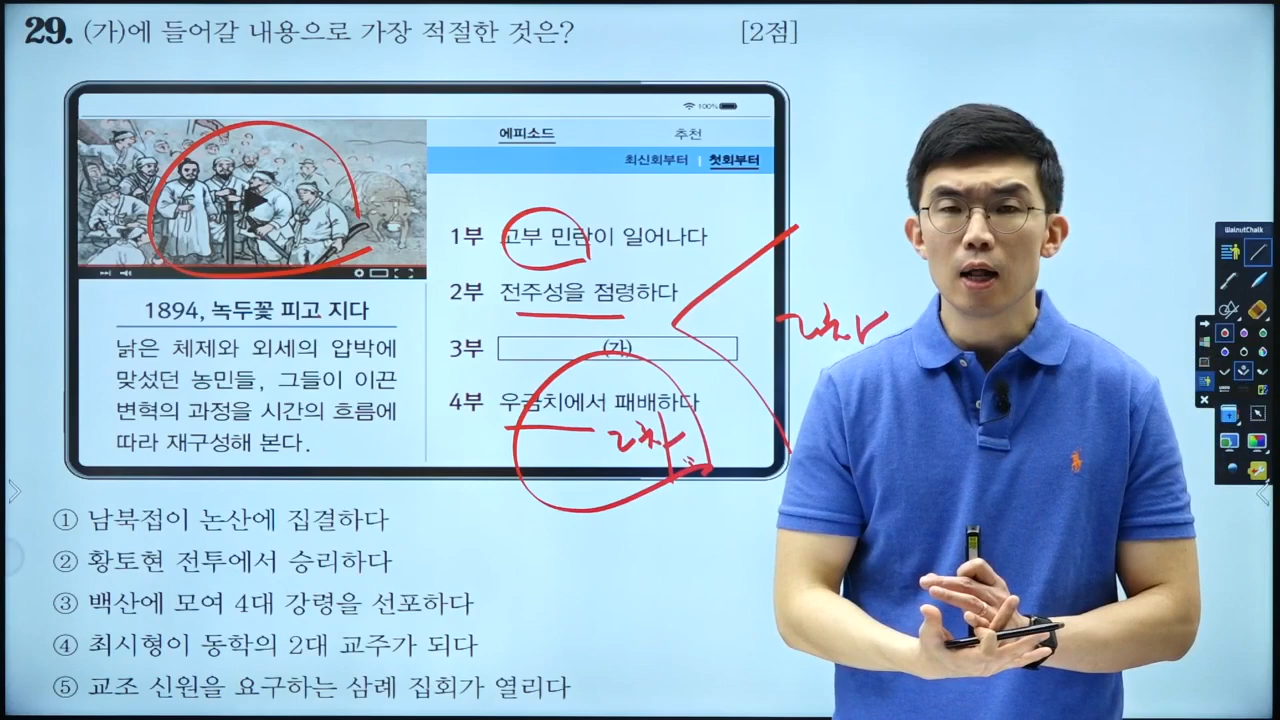 29. (가)에 들어갈 내용으로 가장 적절한 것은? [2점]
100%
에피소드 추천
최신회부터 | 첫회부터
1부 고부 민란이 일어나다
2부 전주성을 점령하다
3부 (가)
4부 우금치에서 패배하다
1894, 녹두꽃 피고 지다
낡은 체제와 외세의 압박에
맞섰던 농민들, 그들이 이끈
변혁의 과정을 시간의 흐름에
따라 재구성해 본다.
2차
2차
① 남북접이 논산에 집결하다
② 황토현 전투에서 승리하다
③ 백산에 모여 4대 강령을 선포하다
④ 최시형이 동학의 2대 교주가 되다
⑤ 교조 신원을 요구하는 삼례 집회가 열리다
WalnutChalk